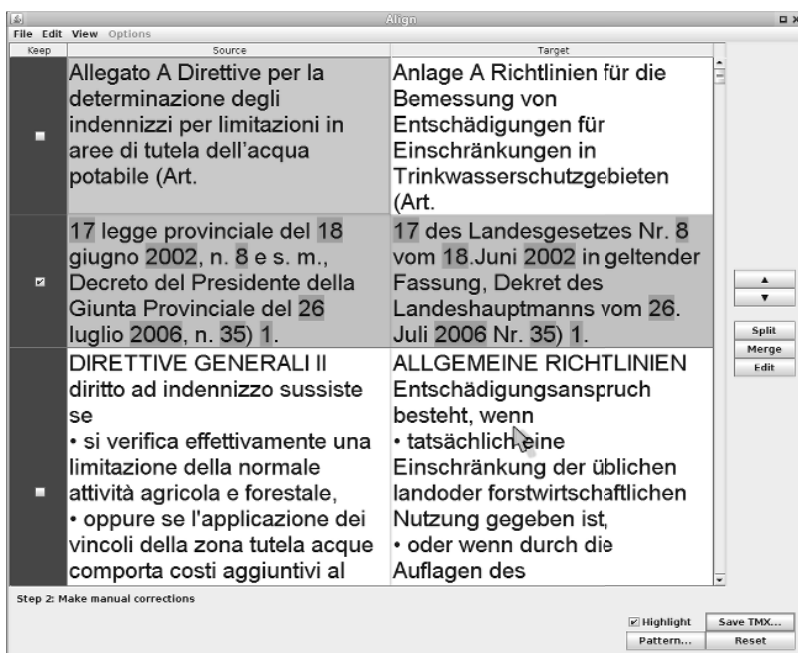 Align
File Edit View Options
Keep Source Target
Allegato A Direttive per la
determinazione degli
indennizzi per limitazioni in
aree di tutela dell'acqua
potabile (Art.
Anlage A Richtlinien für die
Bemessung von
Entschädigungen für
Einschränkungen in
Trinkwasserschutzgebieten
(Art.
17 legge provinciale del 18
giugno 2002, n. 8 e s. m.,
Decreto del Presidente della
Giunta Provinciale del 26
luglio 2006, n. 35) 1.
17 des Landesgesetzes Nr. 8
vom 18.Juni 2002 in geltender
Fassung, Dekret des
Landeshauptmanns vom 26.
Juli 2006 Nr. 35) 1.
DIRETTIVE GENERALI II
diritto ad indennizzo sussiste
se
• si verifica effettivamente una
limitazione della normale
attività agricola e forestale,
• oppure se l'applicazione dei
vincoli della zona tutela acque
comporta costi aggiuntivi al
ALLGEMEINE RICHTLINIEN
Entschädigungsanspruch
besteht, wenn
• tatsächlich eine
Einschränkung der üblichen
landoder forstwirtschaftlichen
Nutzung gegeben ist,
• oder wenn durch die
Auflagen des
Split
Merge
Edit
Step 2: Make manual corrections
Highlight Save TMX...
Pattern... Reset